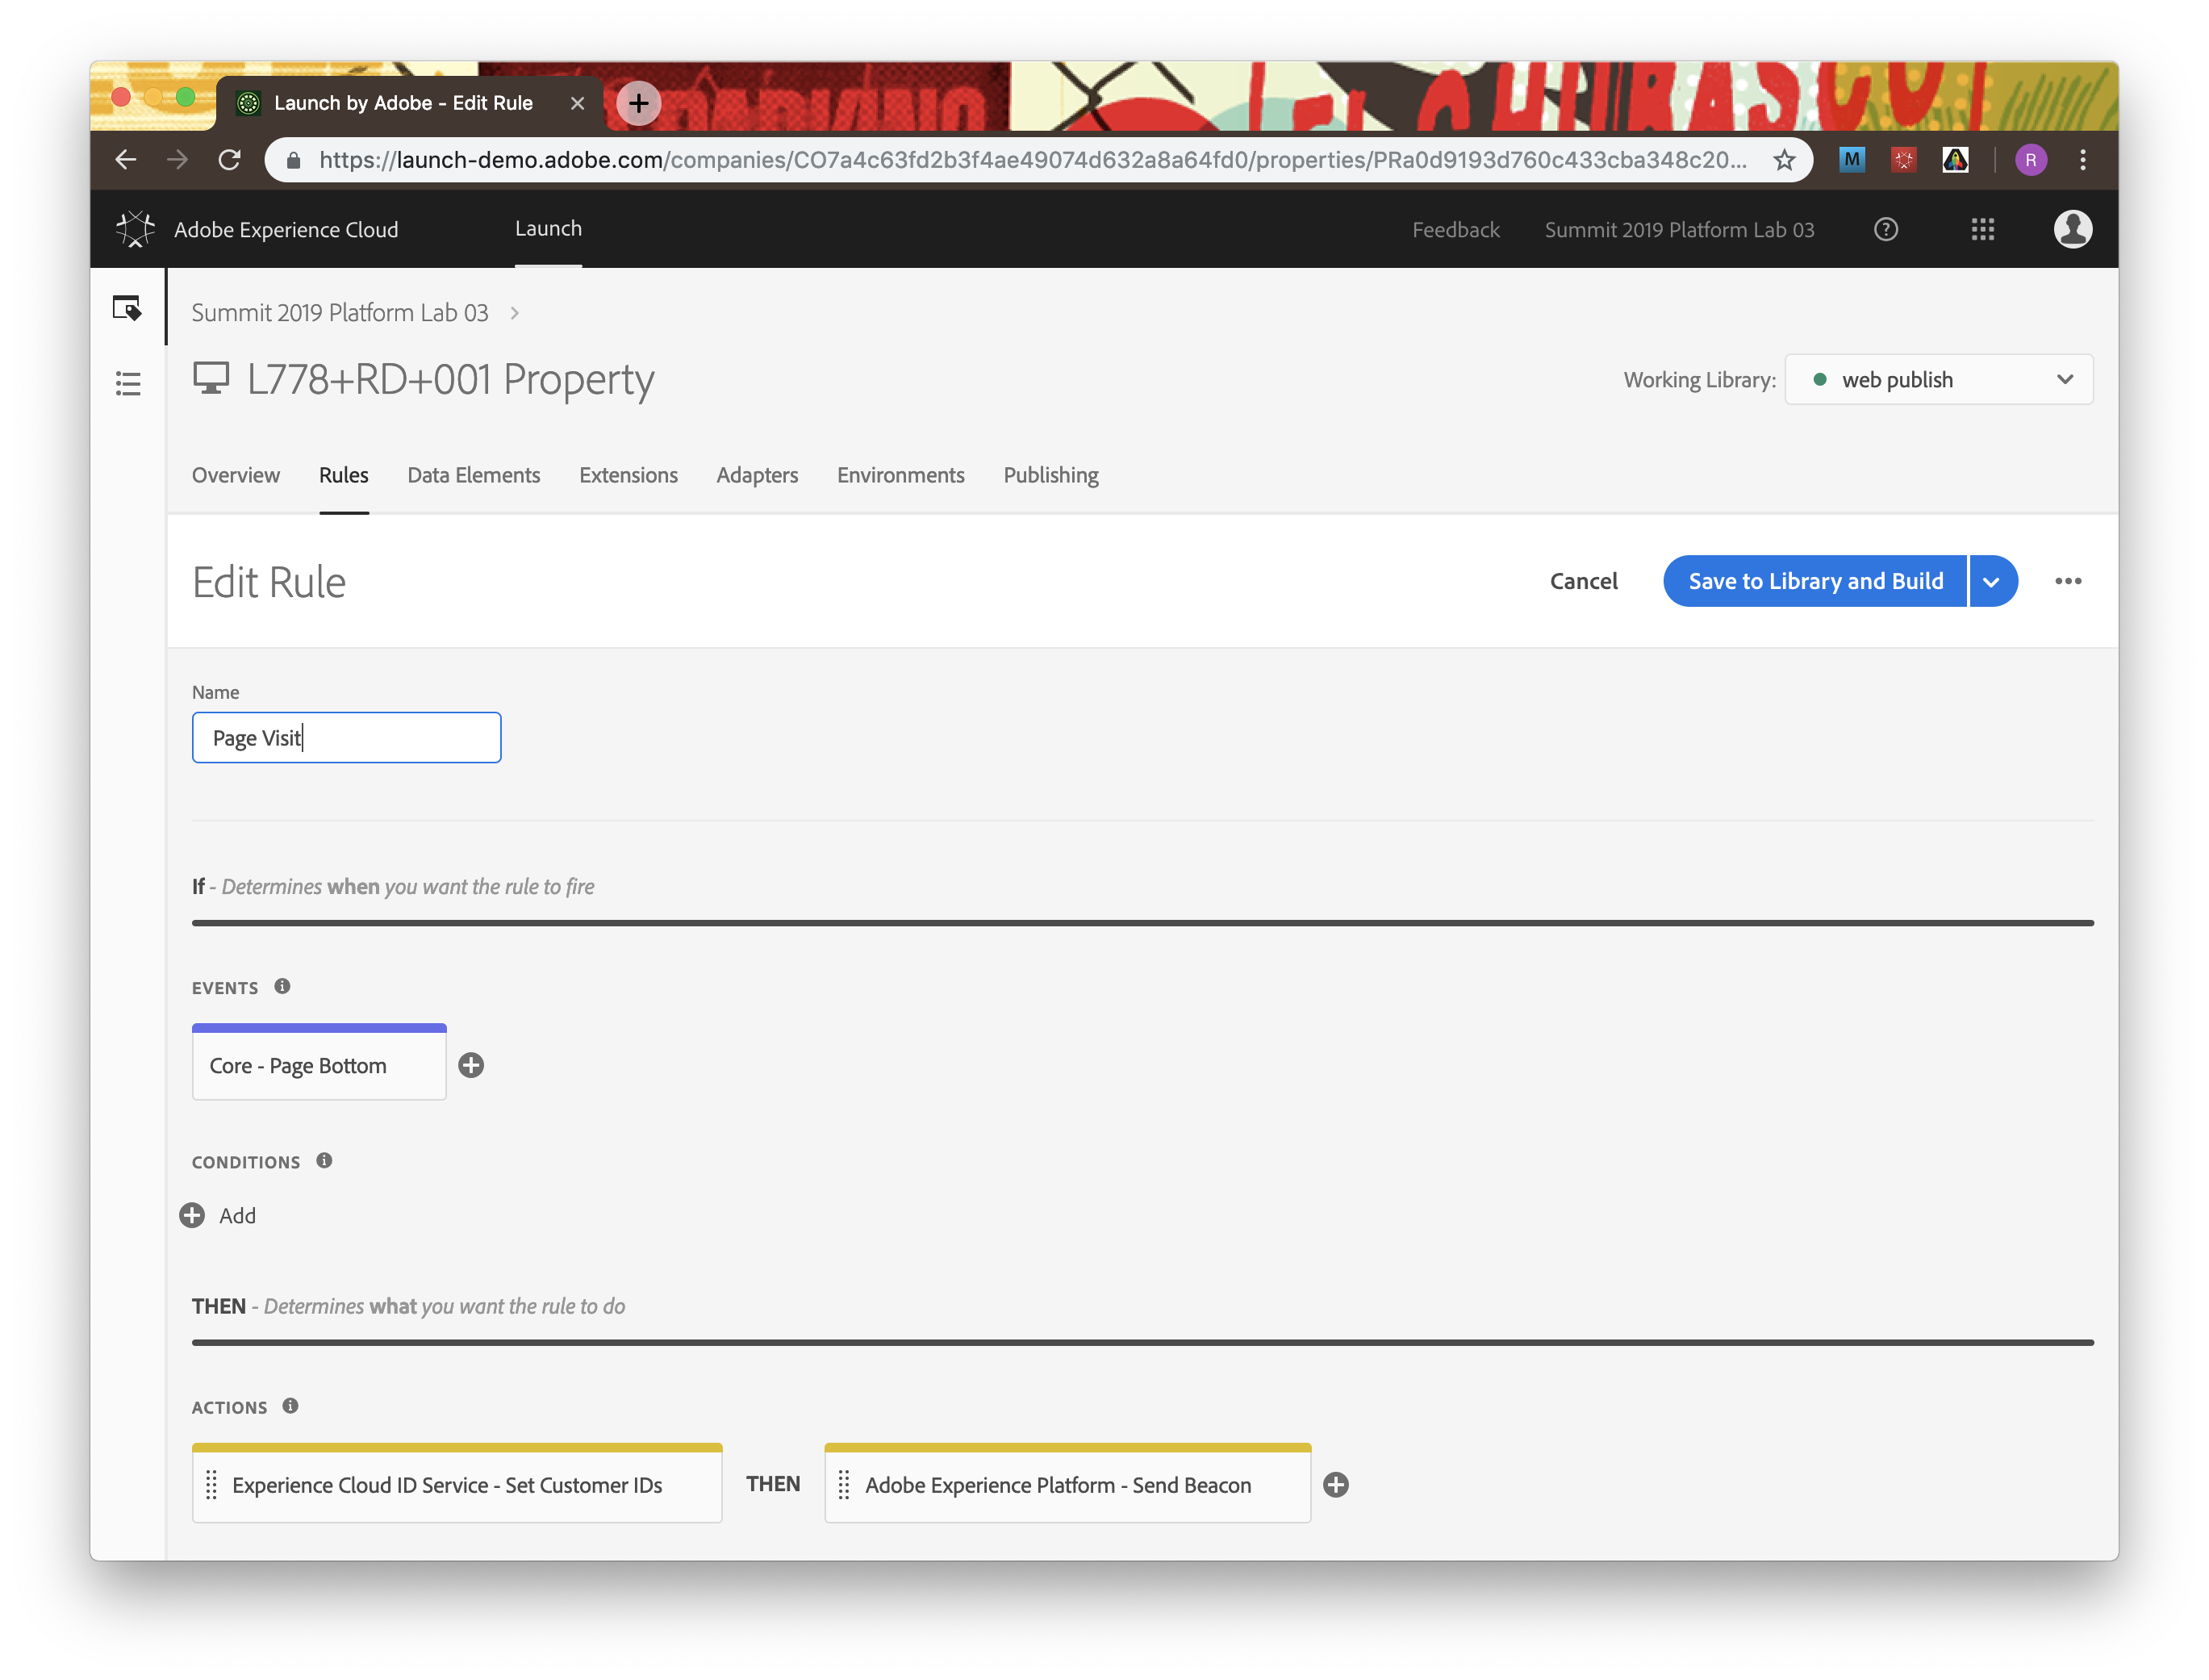 Launch by Adobe - Edit Rule
https://launch-demo.adobe.com/companies/CO7a4c63fd2b3f4ae49074d632a8a64fd0/properties/PRa0d9193d760c433cba348c20...
M
R
Adobe Experience Cloud
Launch
Feedback
Summit 2019 Platform Lab 03
Summit 2019 Platform Lab 03
L778+RD+001 Property
Working Library:
web publish
Overview
Rules
Data Elements
Extensions
Adapters
Environments
Publishing
Edit Rule
Cancel
Save to Library and Build
Name
Page Visit
If - Determines when you want the rule to fire
EVENTS
Core - Page Bottom
CONDITIONS
Add
THEN - Determines what you want the rule to do
ACTIONS
Experience Cloud ID Service - Set Customer IDs
THEN
Adobe Experience Platform - Send Beacon